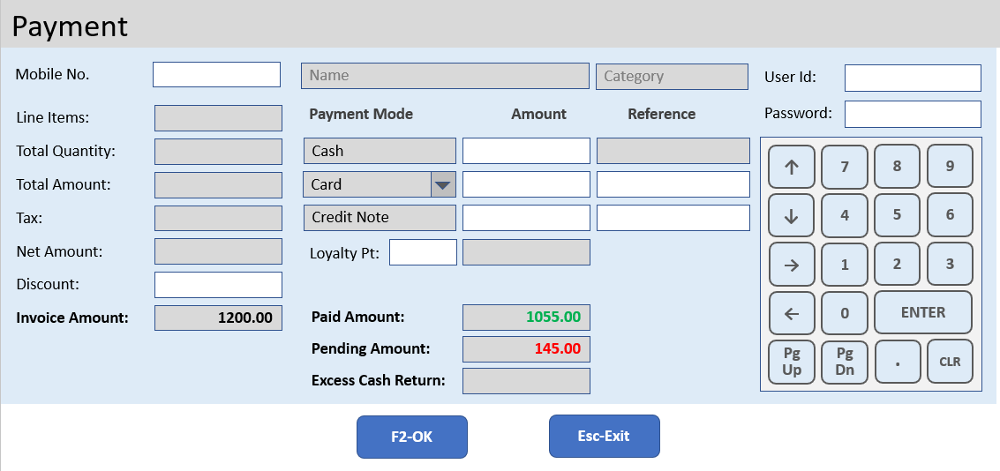 Payment
Mobile No.
Name
Category
User Id:
Password:
Line Items:
Total Quantity:
Total Amount:
Tax:
Net Amount:
Discount:
Invoice Amount: 1200.00
Payment Mode Amount Reference
Cash
Card
Credit Note
Loyalty Pt:
Paid Amount: 1055.00
Pending Amount: 145.00
Excess Cash Return:
↑ 7 8 9
↓ 4 5 6
→ 1 2 3
← 0 ENTER
Pg Up Pg Dn . CLR
F2-OK
Esc-Exit